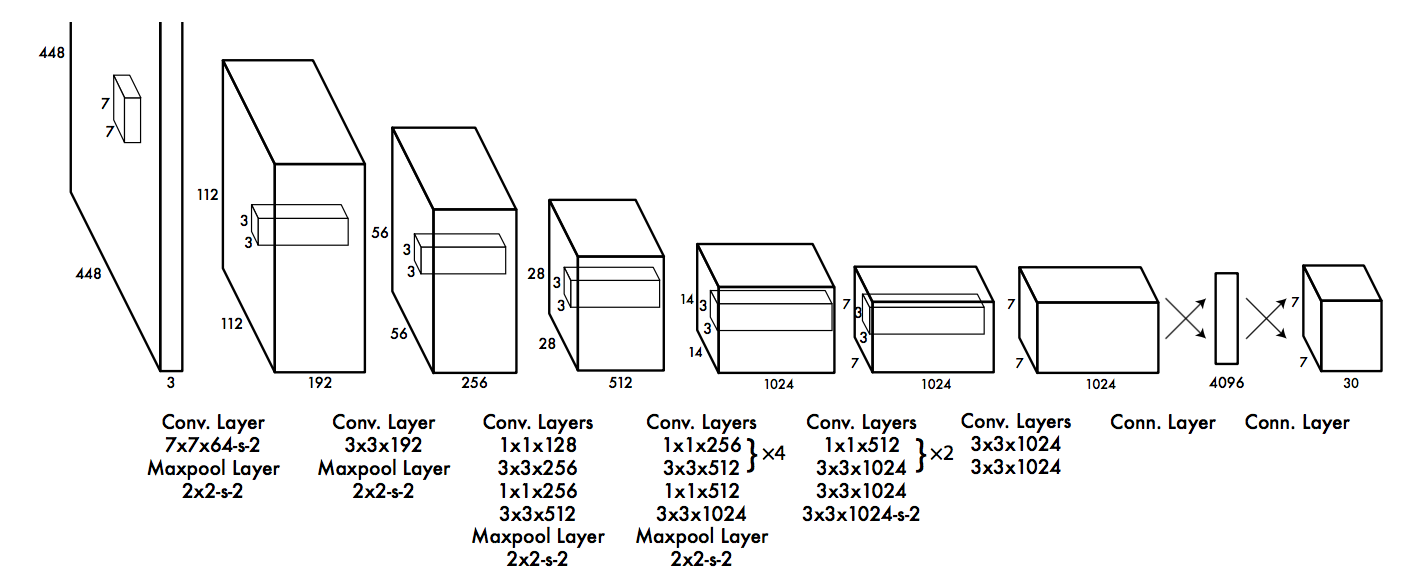 448
7
7
448
3
112
3
3
112
192
56
3
3
56
256
28
3
3
28
512
14
3
3
14
1024
7
3
3
7
1024
7
7
1024
4096
7
7
30
Conv. Layer
7x7x64-s-2
Maxpool Layer
2x2-s-2
Conv. Layer
3x3x192
Maxpool Layer
2x2-s-2
Conv. Layers
1x1x128
3x3x256
1x1x256
3x3x512
Maxpool Layer
2x2-s-2
Conv. Layers
1x1x256
3x3x512
}×4
1x1x512
3x3x1024
Maxpool Layer
2x2-s-2
Conv. Layers
1x1x512
3x3x1024
}×2
3x3x1024
3x3x1024-s-2
Conv. Layers
3x3x1024
3x3x1024
Conn. Layer
Conn. Layer